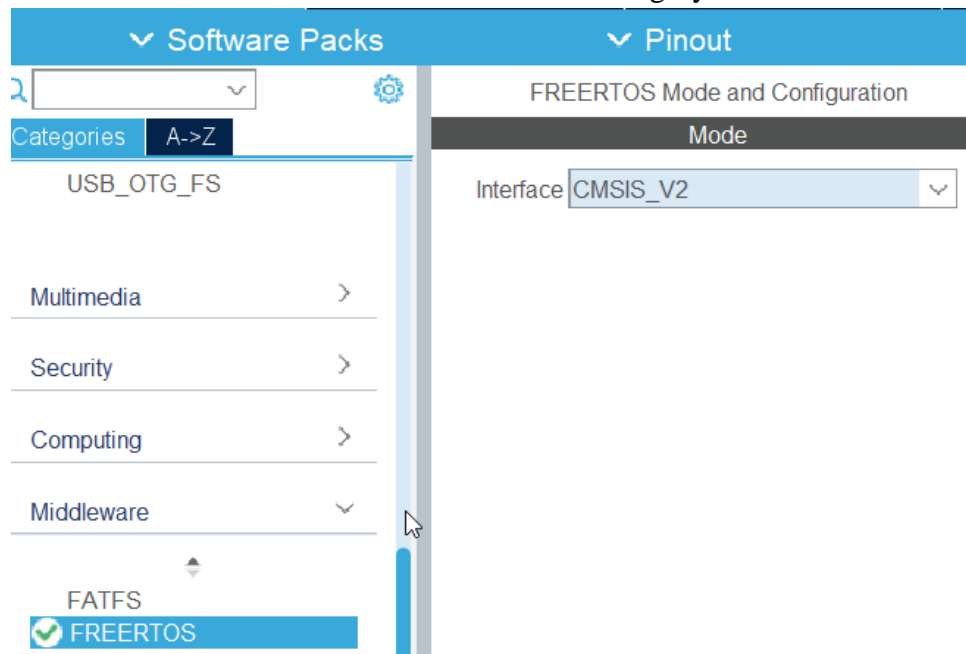 Software Packs
Pinout
Categories
A->Z
USB_OTG_FS
Multimedia
Security
Computing
Middleware
FATFS
FREERTOS
FREERTOS Mode and Configuration
Mode
Interface CMSIS_V2